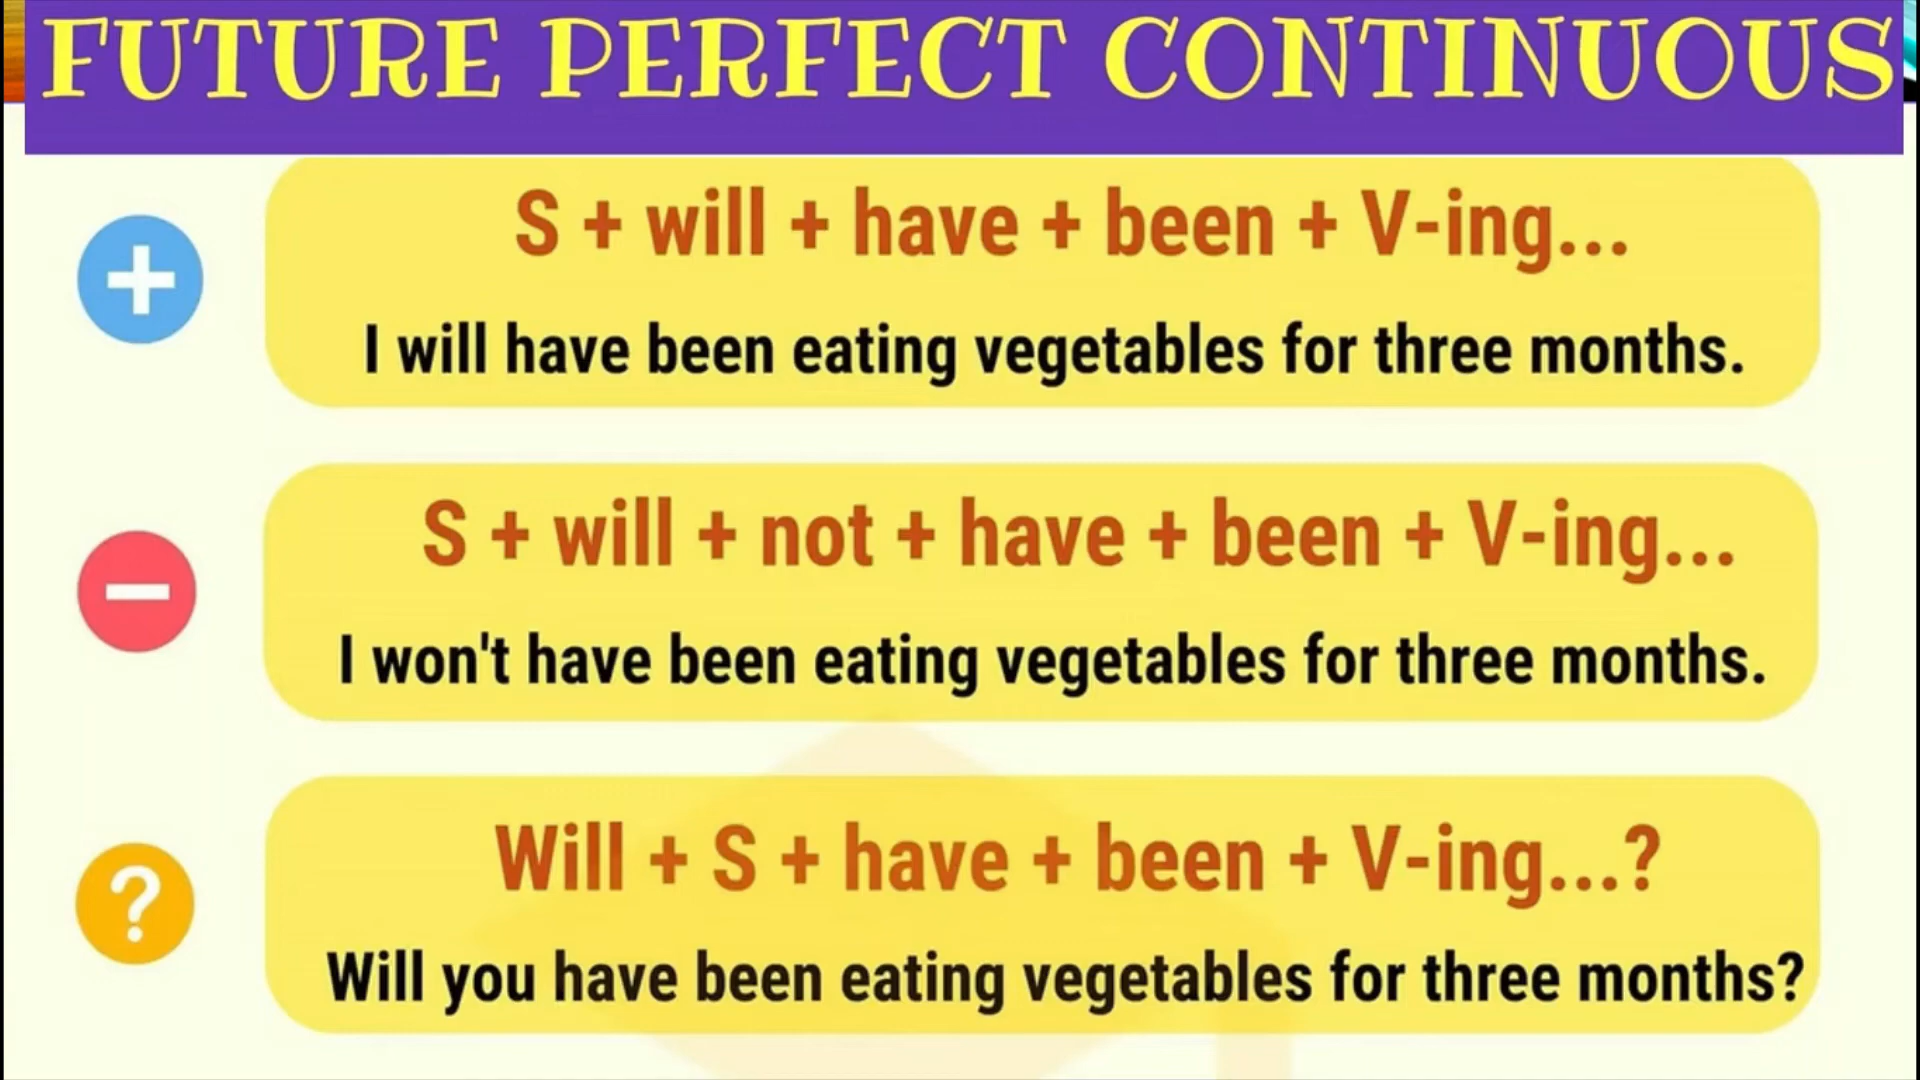 FUTURE PERFECT CONTINUOUS
S + will + have + been + V-ing...
I will have been eating vegetables for three months.
S + will + not + have + been + V-ing...
I won't have been eating vegetables for three months.
Will + S + have + been + V-ing...?
Will you have been eating vegetables for three months?